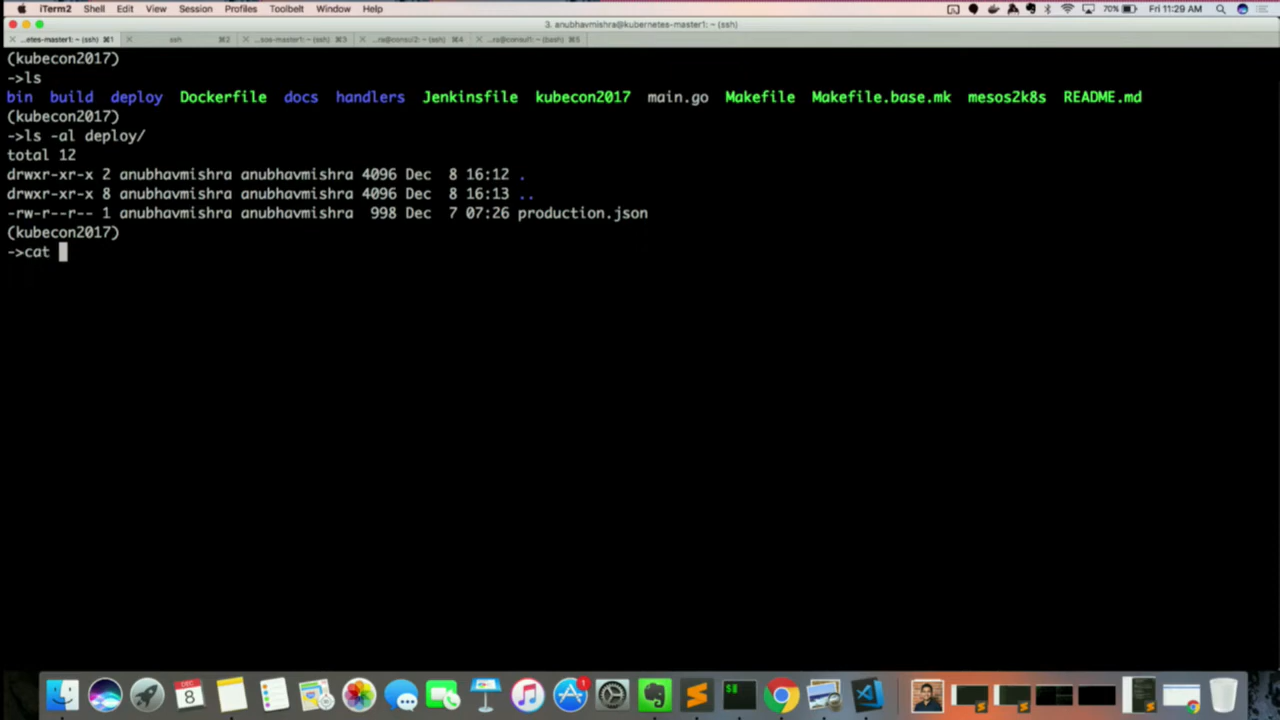 iTerm2 Shell Edit View Session Profiles Toolbelt Window Help 70% Fri 11:29 AM
3. anubhavmishra@kubernetes-master1: ~ (ssh)
...etes-master1: ~ (ssh) ⌘1 ssh ⌘2 ...sos-master1: ~ (ssh) ⌘3 ...ra@consul2: ~ (ssh) ⌘4 ...ra@consul1: ~ (bash) ⌘5
(kubecon2017)
->ls
bin build deploy Dockerfile docs handlers Jenkinsfile kubecon2017 main.go Makefile Makefile.base.mk mesos2k8s README.md
(kubecon2017)
->ls -al deploy/
total 12
drwxr-xr-x 2 anubhavmishra anubhavmishra 4096 Dec 8 16:12 .
drwxr-xr-x 8 anubhavmishra anubhavmishra 4096 Dec 8 16:13 ..
-rw-r--r-- 1 anubhavmishra anubhavmishra 998 Dec 7 07:26 production.json
(kubecon2017)
->cat
DEC
8
1
$